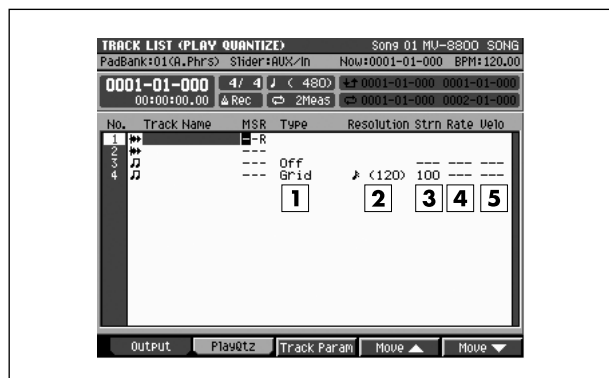 TRACK LIST (PLAY QUANTIZE) Song 01 MV-8800 SONG
PadBank:01(A.Phrs) Slider:AUX/In Now:0001-01-000 BPM:120.00
0001-01-000 4/ 4 ♩ ( 480) 0001-01-000 0001-01-000
00:00:00.00 Rec 2Meas 0001-01-000 0002-01-000
No. Track Name MSR Type Resolution Strn Rate Velo
1 --R
2 ---
3 --- Off --- --- ---
4 --- Grid ♪ (120) 100 --- ---
1 2 3 4 5
Output PlayQtz Track Param Move ▲ Move ▼